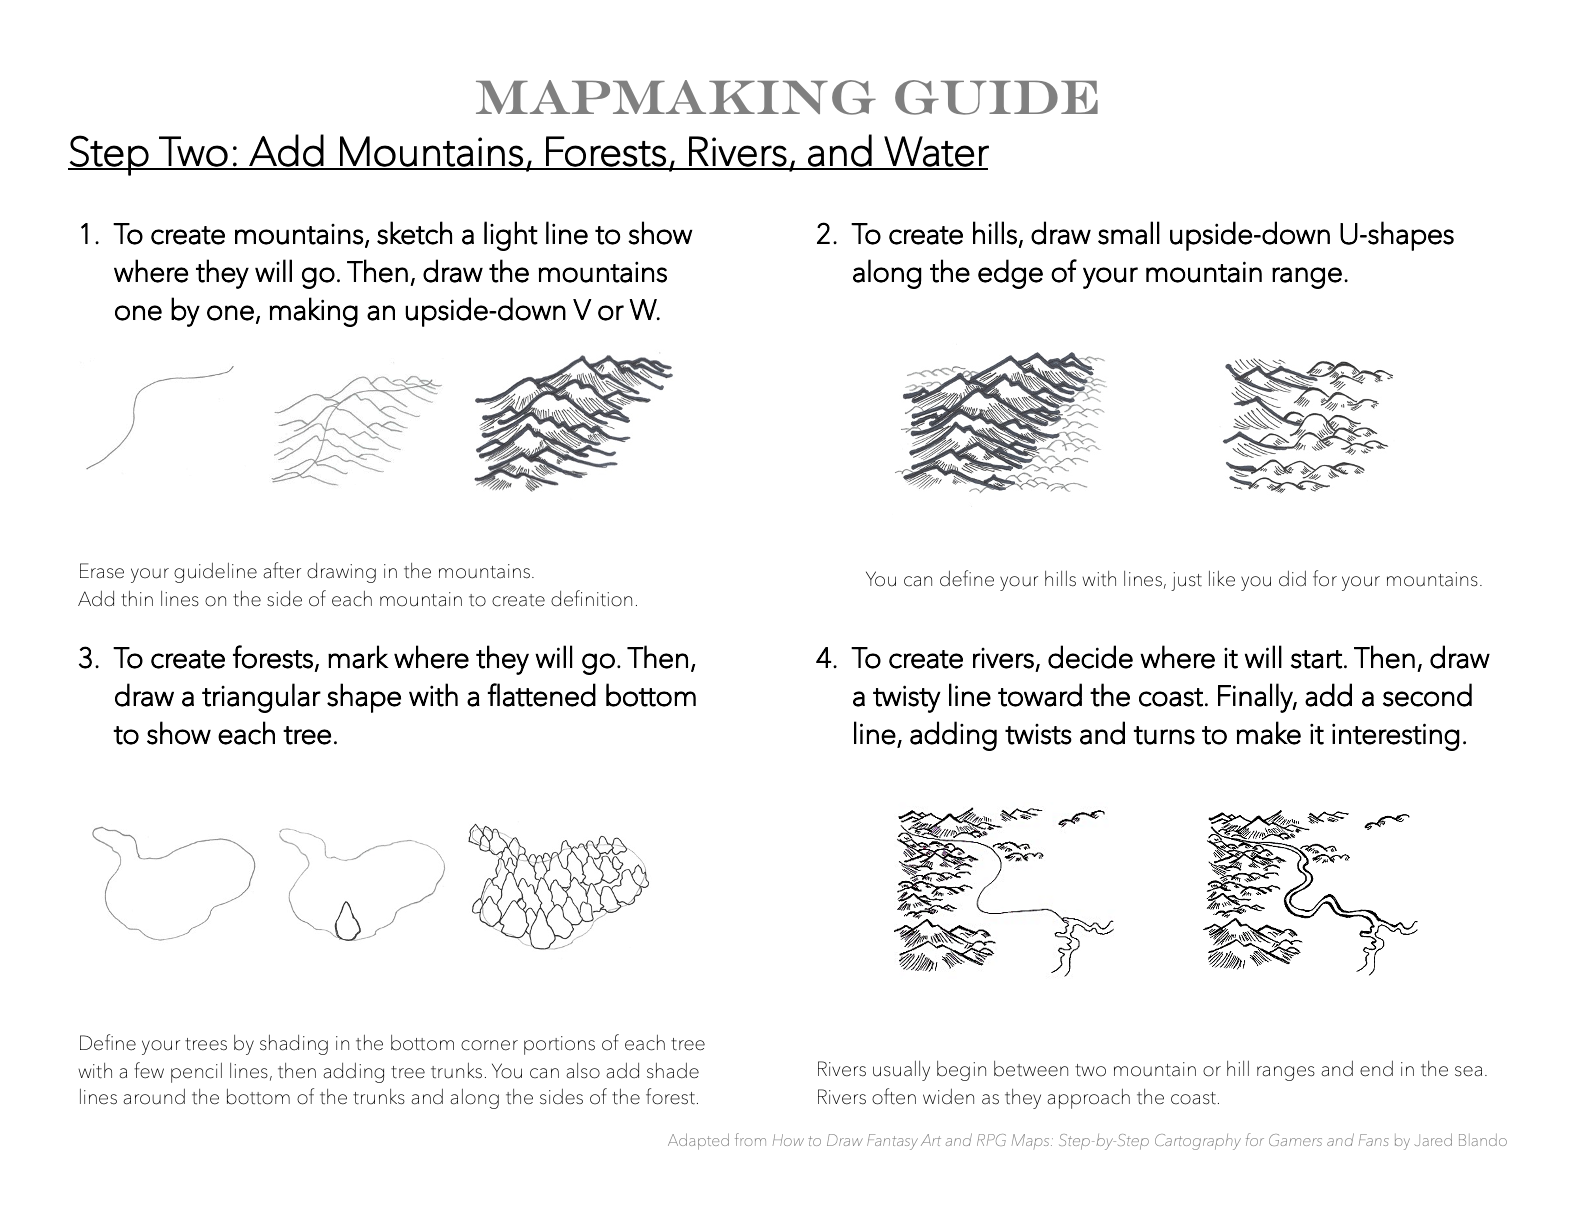 MAPMAKING GUIDE
Step Two: Add Mountains, Forests, Rivers, and Water
1. To create mountains, sketch a light line to show
where they will go. Then, draw the mountains
one by one, making an upside-down V or W.
Erase your guideline after drawing in the mountains.
Add thin lines on the side of each mountain to create definition.
2. To create hills, draw small upside-down U-shapes
along the edge of your mountain range.
You can define your hills with lines, just like you did for your mountains.
3. To create forests, mark where they will go. Then,
draw a triangular shape with a flattened bottom
to show each tree.
Define your trees by shading in the bottom corner portions of each tree
with a few pencil lines, then adding tree trunks. You can also add shade
lines around the bottom of the trunks and along the sides of the forest.
4. To create rivers, decide where it will start. Then, draw
a twisty line toward the coast. Finally, add a second
line, adding twists and turns to make it interesting.
Rivers usually begin between two mountain or hill ranges and end in the sea.
Rivers often widen as they approach the coast.
Adapted from How to Draw Fantasy Art and RPG Maps: Step-by-Step Cartography for Gamers and Fans by Jared Blando